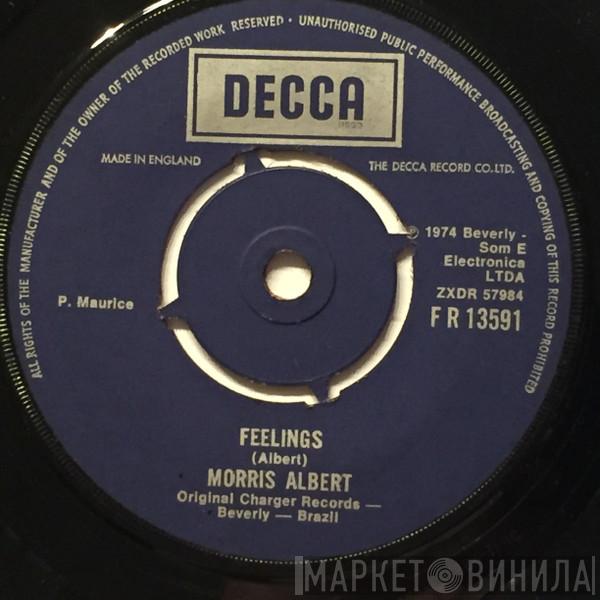 ALL RIGHTS OF THE MANUFACTURER AND OF THE OWNER OF THE RECORDED WORK RESERVED · UNAUTHORISED PUBLIC PERFORMANCE BROADCASTING AND COPYING OF THIS RECORD PROHIBITED
DECCA
MADE IN ENGLAND
THE DECCA RECORD CO. LTD.
℗ 1974 Beverly -
Som E
Electronica
LTDA
ZXDR 57984
P. Maurice
F R 13591
FEELINGS
(Albert)
MORRIS ALBERT
Original Charger Records —
Beverly — Brazil
МАРКЕТ ВИНИЛА